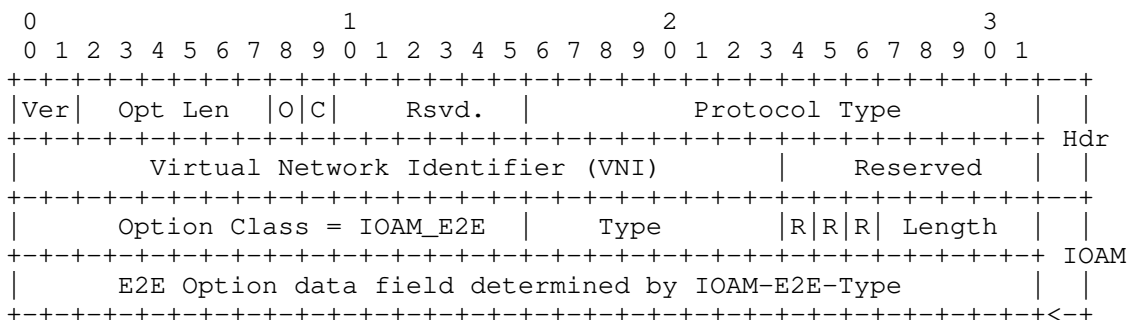 0                   1                   2                   3
 0 1 2 3 4 5 6 7 8 9 0 1 2 3 4 5 6 7 8 9 0 1 2 3 4 5 6 7 8 9 0 1
+-+-+-+-+-+-+-+-+-+-+-+-+-+-+-+-+-+-+-+-+-+-+-+-+-+-+-+-+-+-+-+-+--+
|Ver|  Opt Len  |O|C|    Rsvd.  |          Protocol Type        |  |
+-+-+-+-+-+-+-+-+-+-+-+-+-+-+-+-+-+-+-+-+-+-+-+-+-+-+-+-+-+-+-+-+ Hdr
|        Virtual Network Identifier (VNI)       |    Reserved   |  |
+-+-+-+-+-+-+-+-+-+-+-+-+-+-+-+-+-+-+-+-+-+-+-+-+-+-+-+-+-+-+-+-+--+
|      Option Class = IOAM_E2E  |    Type       |R|R|R| Length  |  |
+-+-+-+-+-+-+-+-+-+-+-+-+-+-+-+-+-+-+-+-+-+-+-+-+-+-+-+-+-+-+-+-+ IOAM
|      E2E Option data field determined by IOAM-E2E-Type        |  |
+-+-+-+-+-+-+-+-+-+-+-+-+-+-+-+-+-+-+-+-+-+-+-+-+-+-+-+-+-+-+-+-+<-+